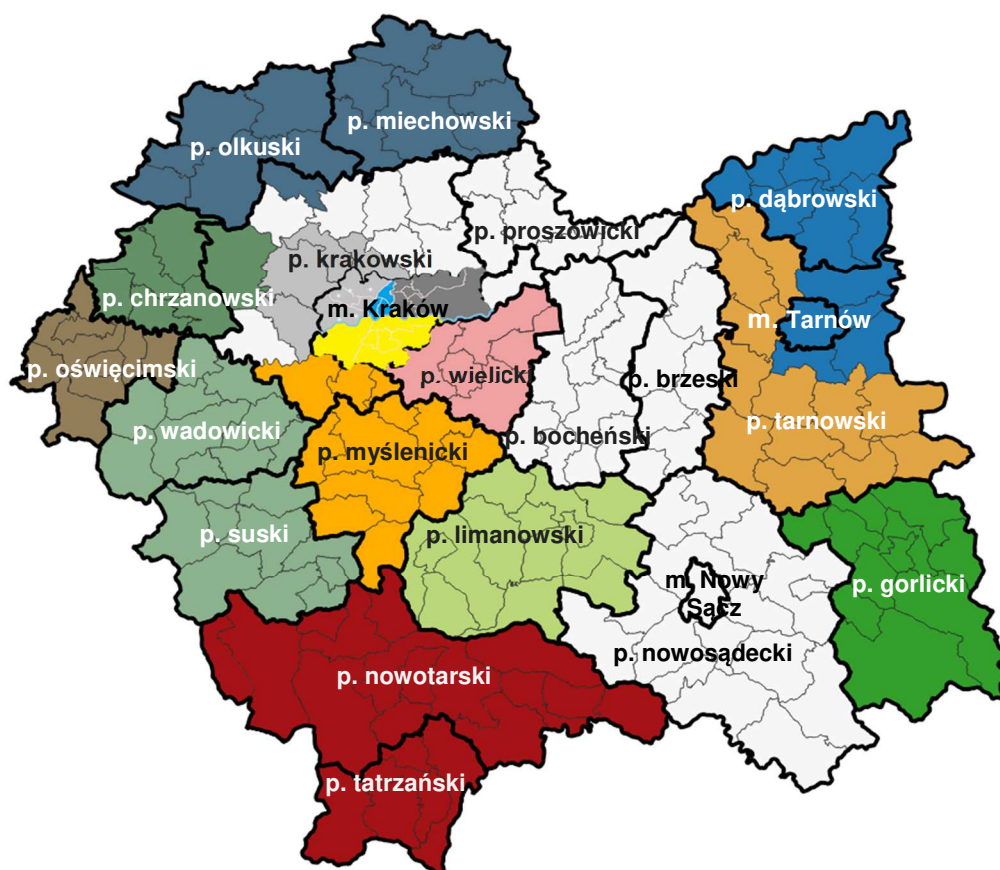 p. miechowski
p. olkuski
p. dąbrowski
p. proszowicki
p. krakowski
p. chrzanowski
m. Kraków
m. Tarnów
p. oświęcimski
p. wielicki
p. brzeski
p. tarnowski
p. wadowicki
p. bocheński
p. myślenicki
p. suski
p. limanowski
m. Nowy
Sącz
p. gorlicki
p. nowosądecki
p. nowotarski
p. tatrzański